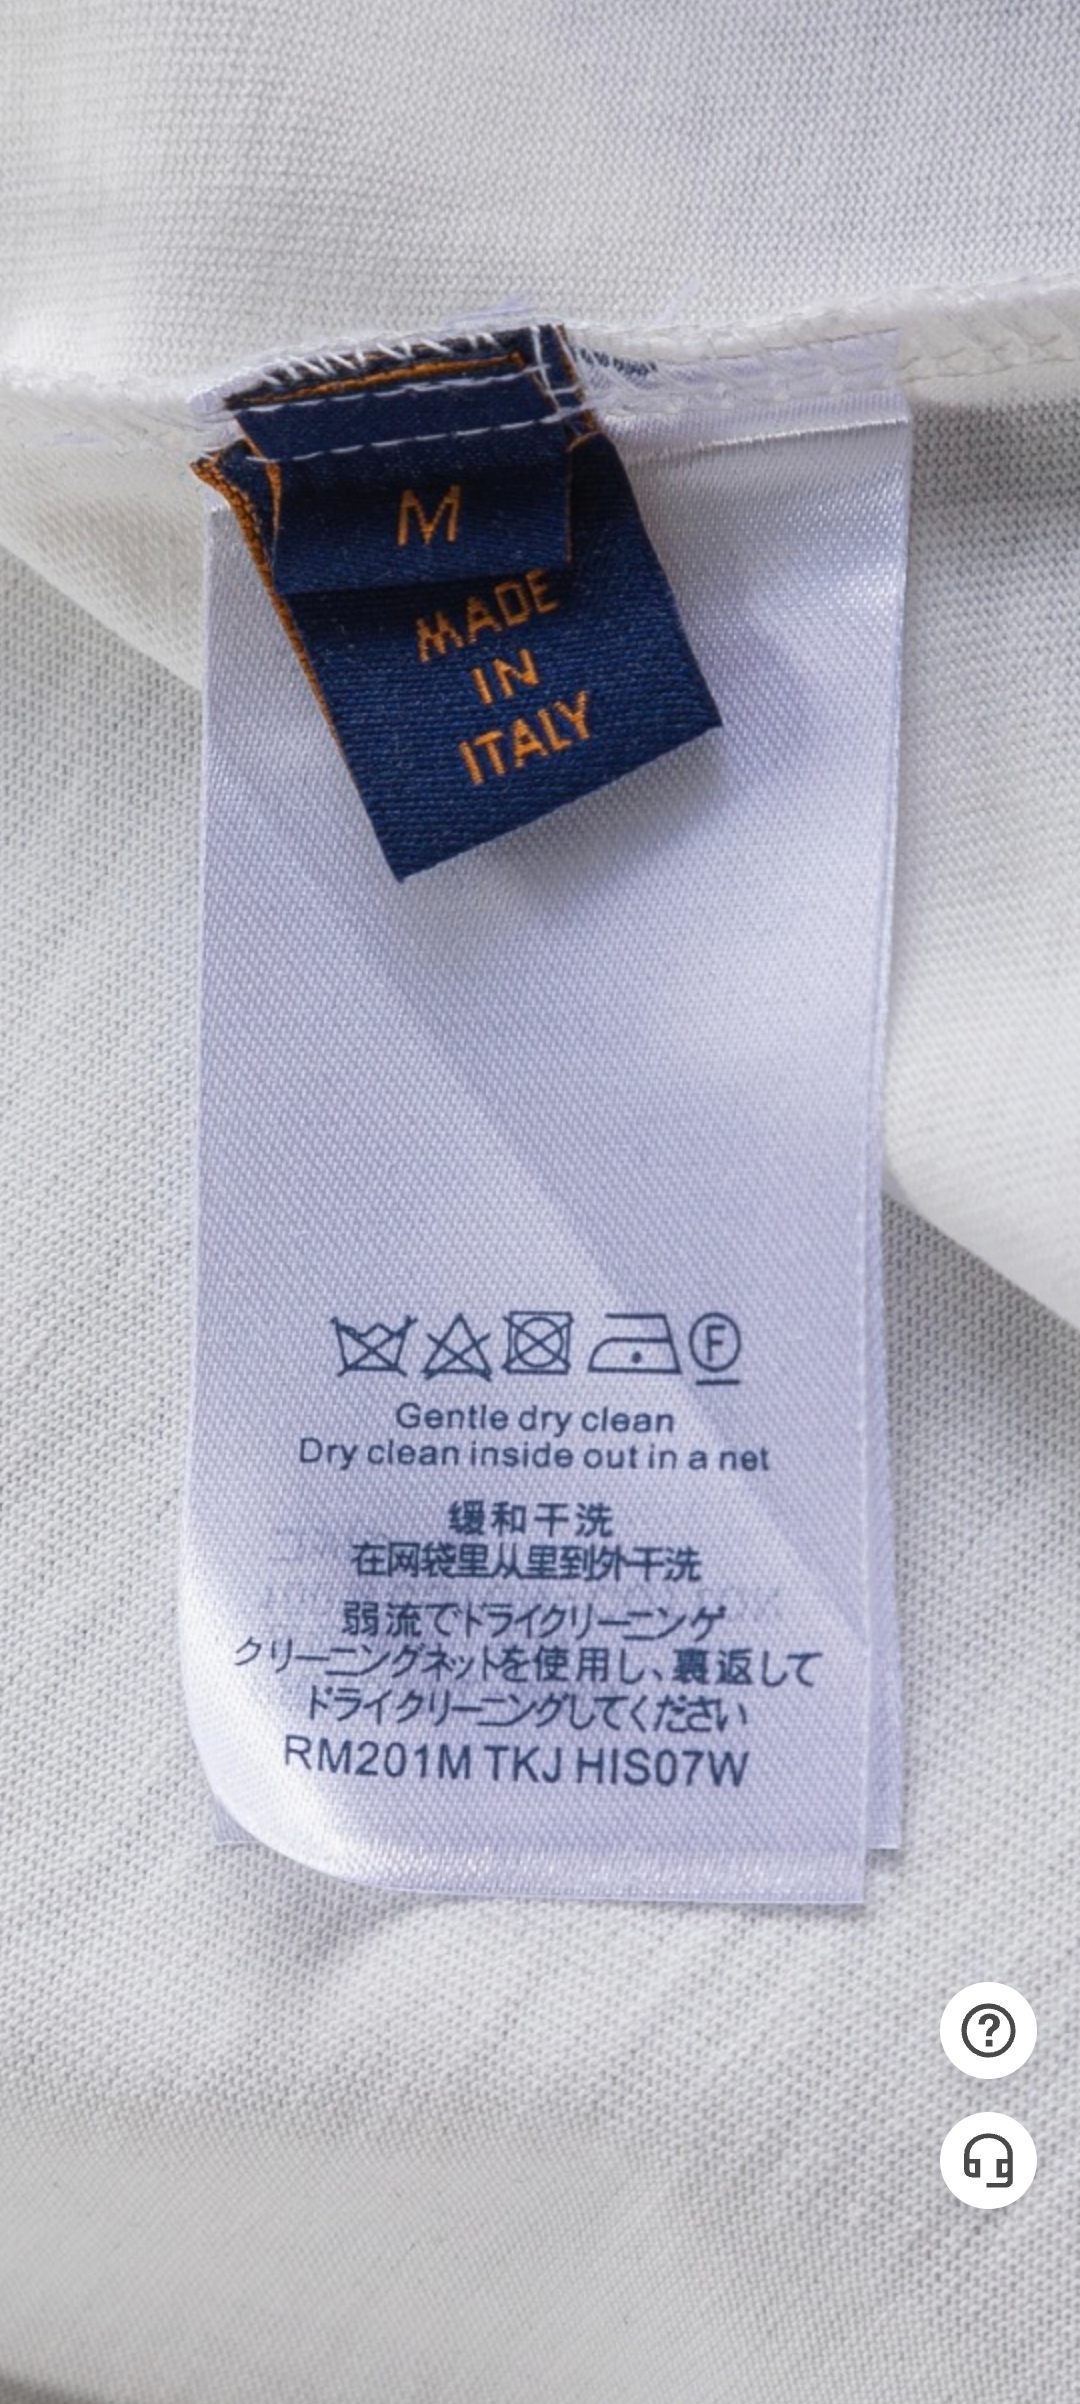 M
MADE
IN
ITALY
F
Gentle dry clean
Dry clean inside out in a net
缓和干洗
在网袋里从里到外干洗
弱流でドライクリーニンゲ
クリーニングネットを使用し、裏返して
ドライクリーニングしてください
RM201M TKJ HIS07W
?